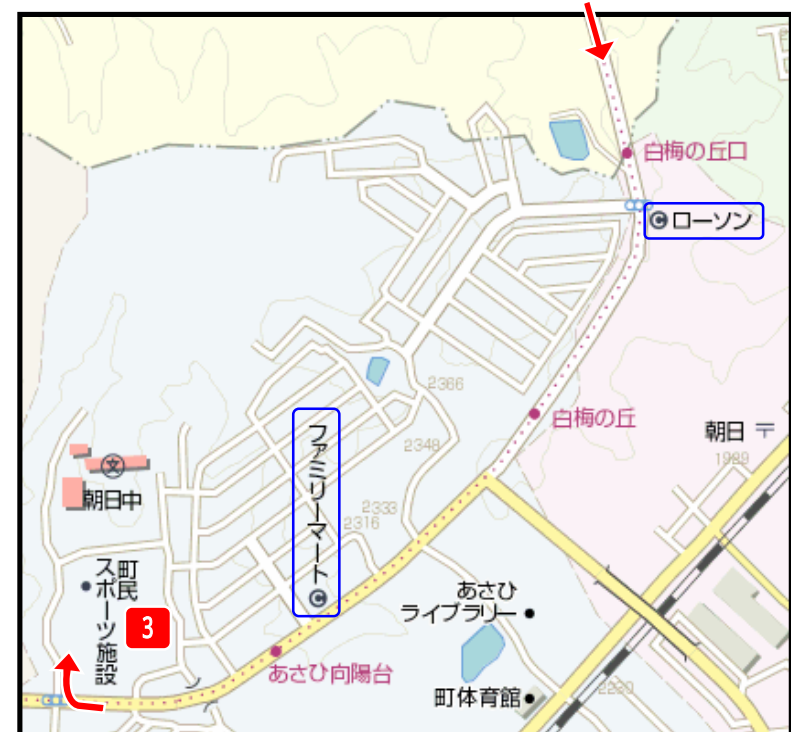 白梅の丘口
ローソン
2366
白梅の丘
朝日
1989
2348
ファミリーマート
文
朝日中
2333
2316
町民
スポーツ施設
3
あさひ
ライブラリー
あさひ向陽台
町体育館
2239